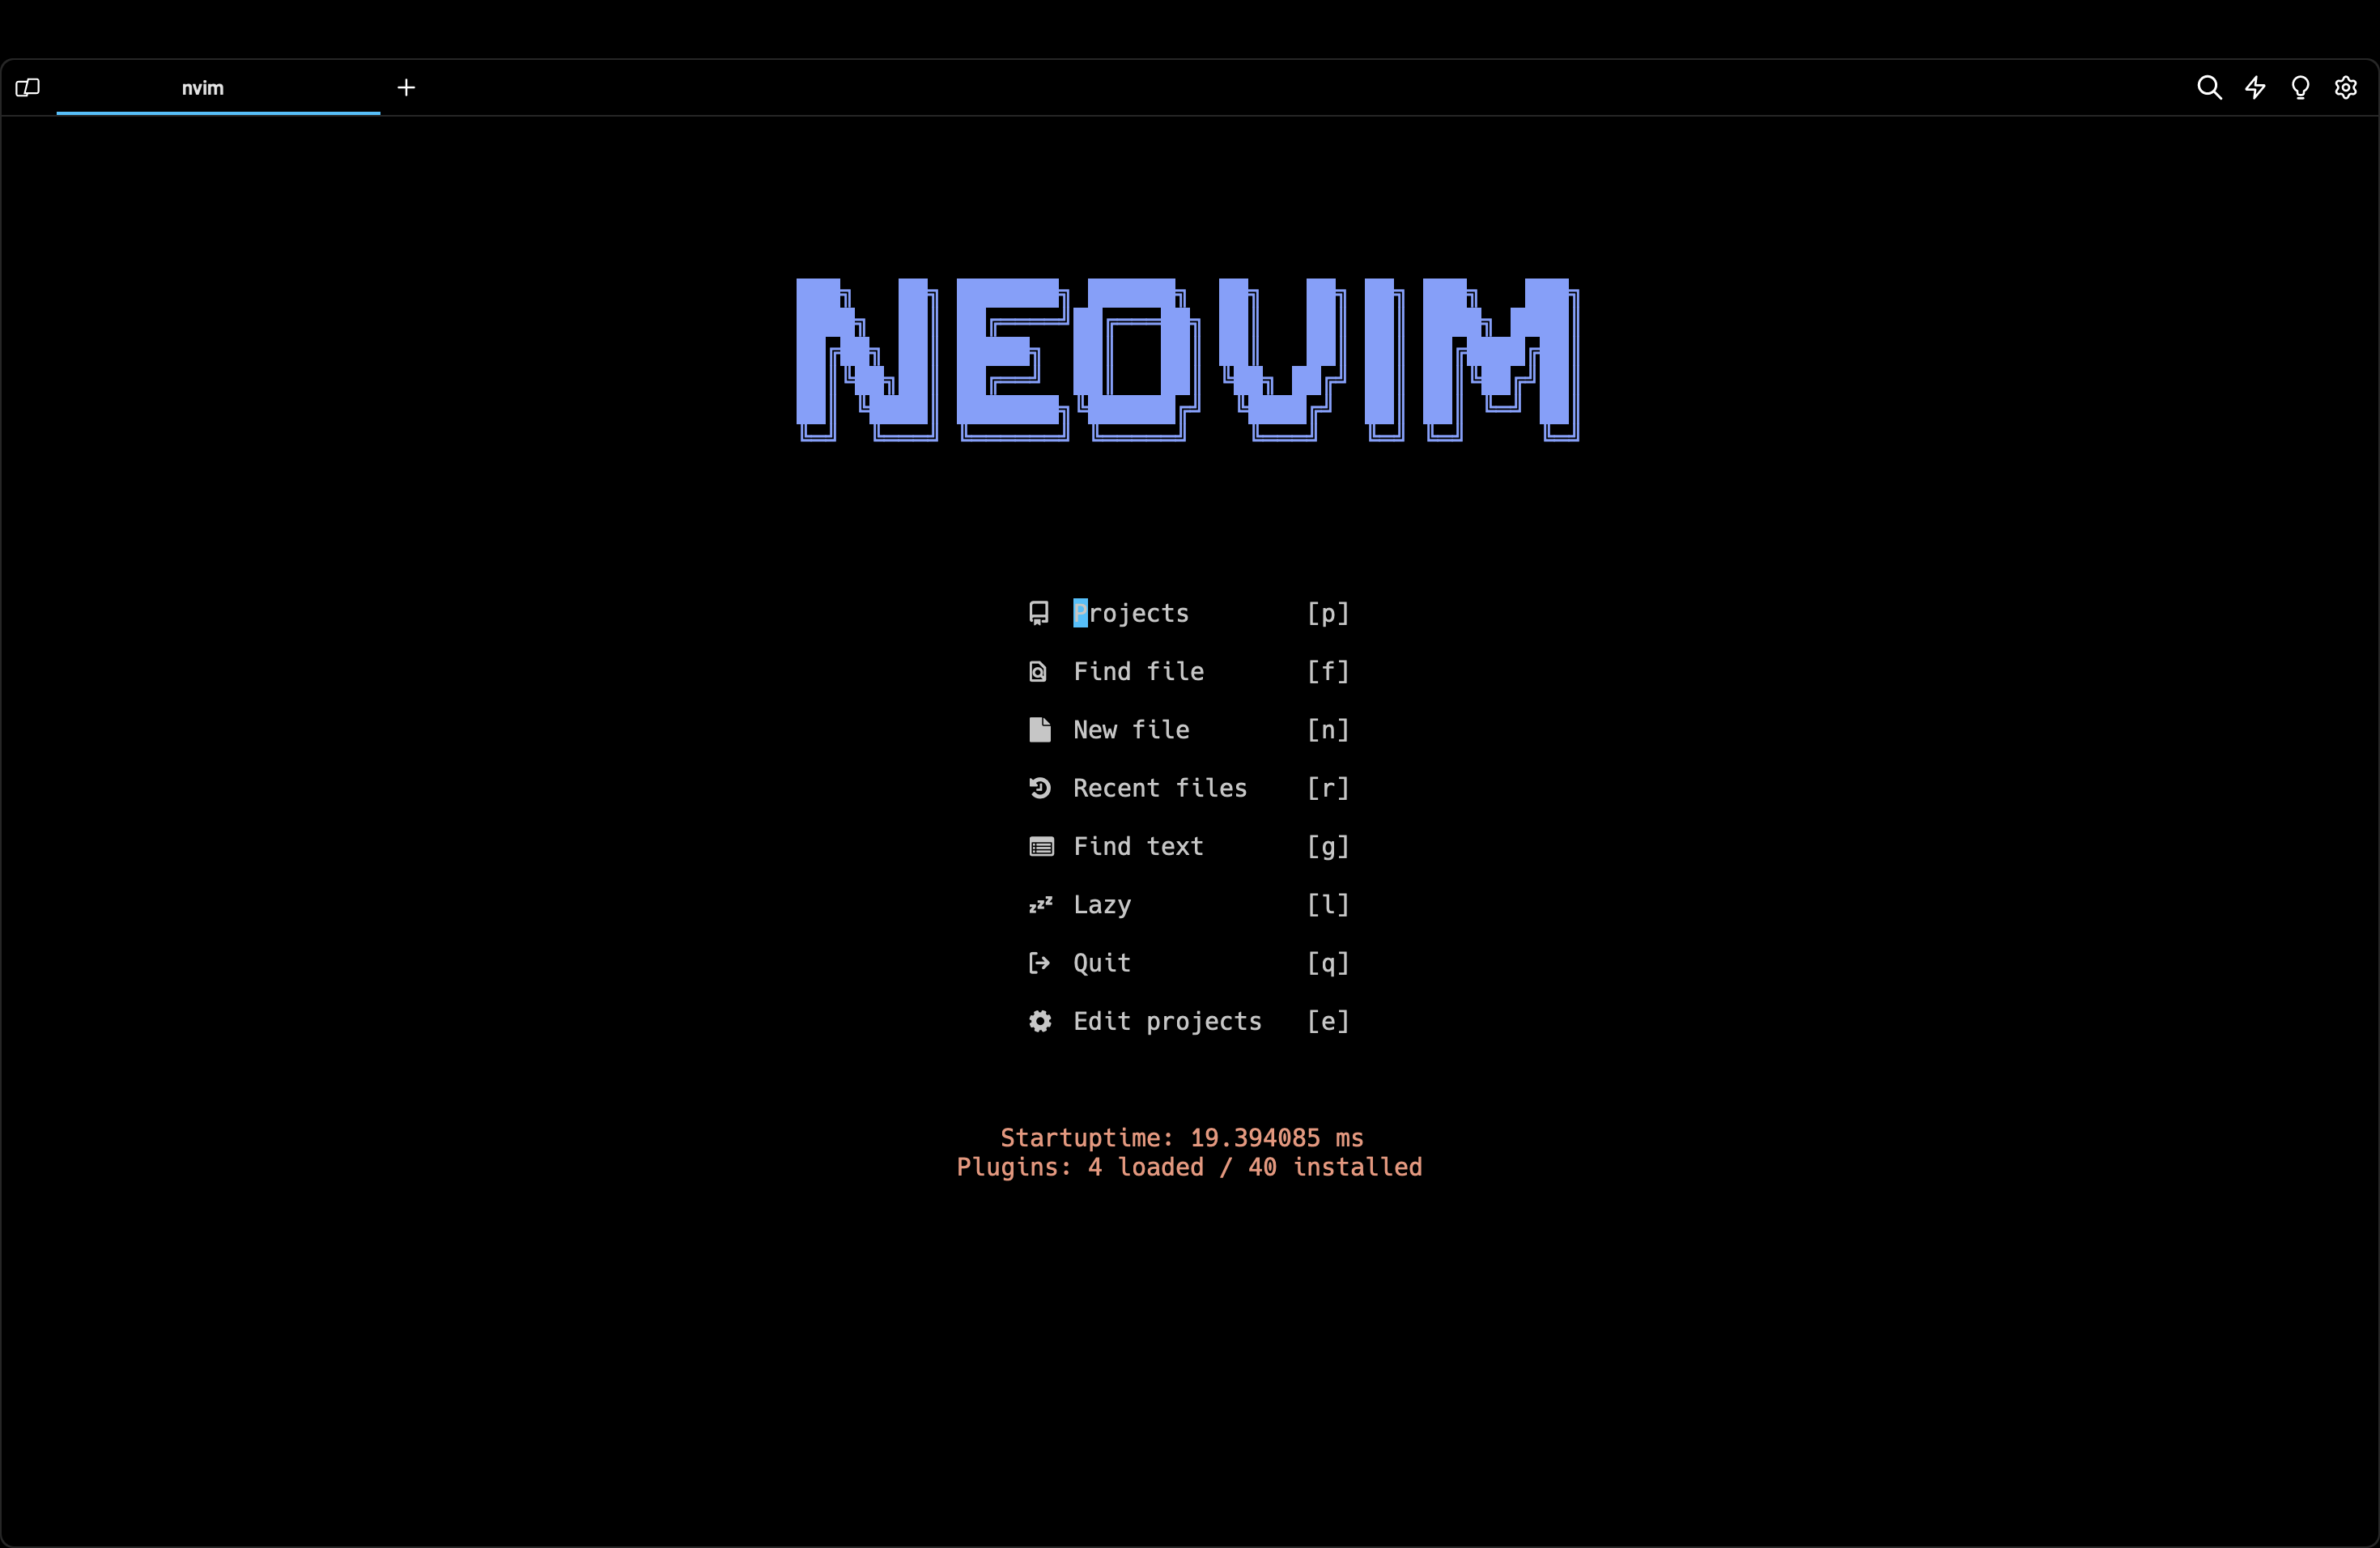 nvim
NEOVIM
Projects [p]
Find file [f]
New file [n]
Recent files [r]
Find text [g]
zzz Lazy [l]
Quit [q]
Edit projects [e]
Startuptime: 19.394085 ms
Plugins: 4 loaded / 40 installed